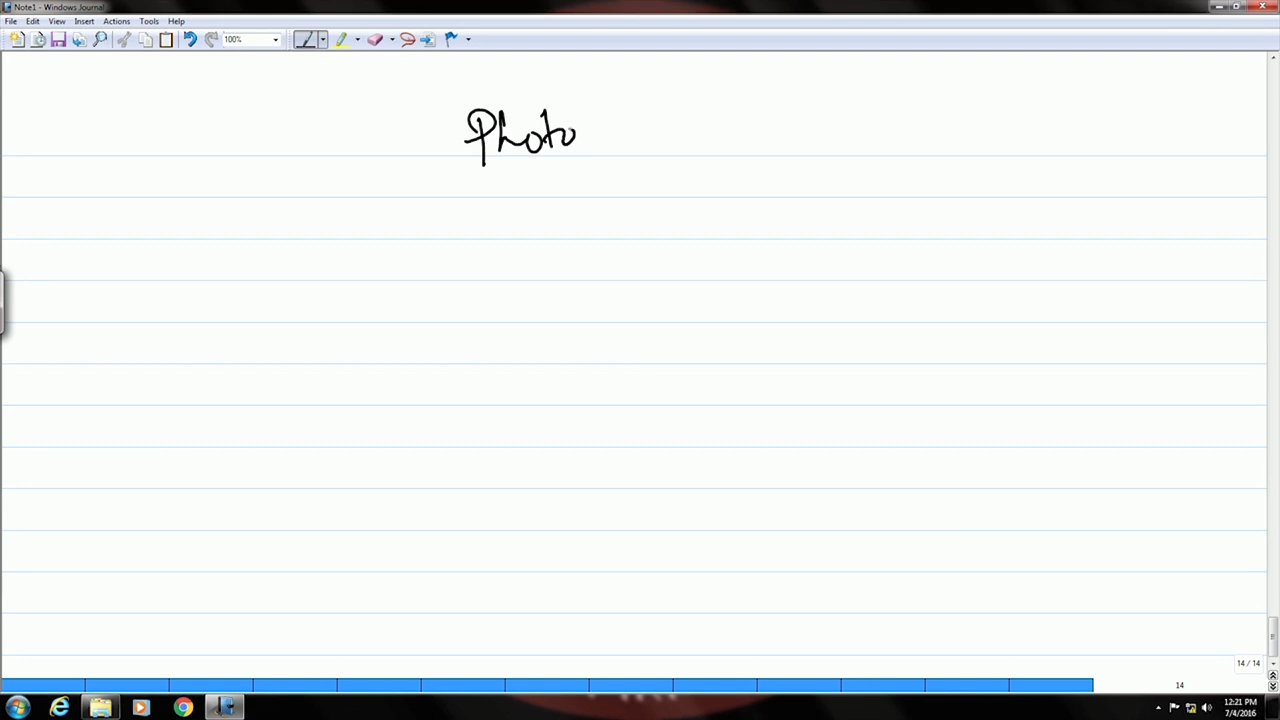 Note1 - Windows Journal
File Edit View Insert Actions Tools Help
100%
Photo
14 / 14
14
12:21 PM
7/4/2016